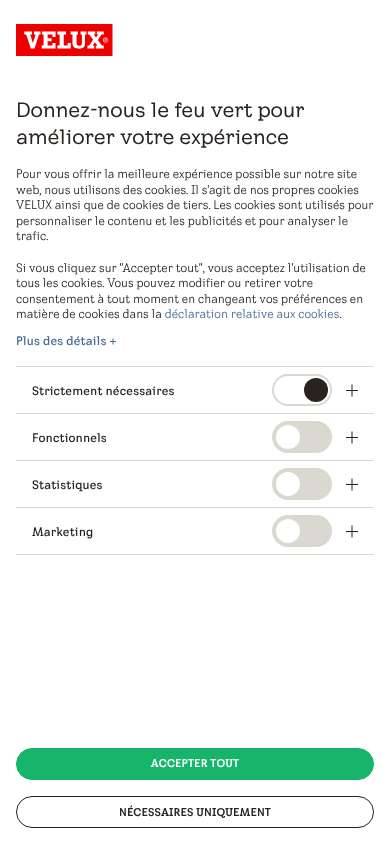 VELUX®
Donnez-nous le feu vert pour
améliorer votre expérience
Pour vous offrir la meilleure expérience possible sur notre site
web, nous utilisons des cookies. Il s'agit de nos propres cookies
VELUX ainsi que de cookies de tiers. Les cookies sont utilisés pour
personnaliser le contenu et les publicités et pour analyser le
trafic.
Si vous cliquez sur "Accepter tout", vous acceptez l'utilisation de
tous les cookies. Vous pouvez modifier ou retirer votre
consentement à tout moment en changeant vos préférences en
matière de cookies dans la déclaration relative aux cookies.
Plus des détails +
Strictement nécessaires
Fonctionnels
Statistiques
Marketing
ACCEPTER TOUT
NÉCESSAIRES UNIQUEMENT